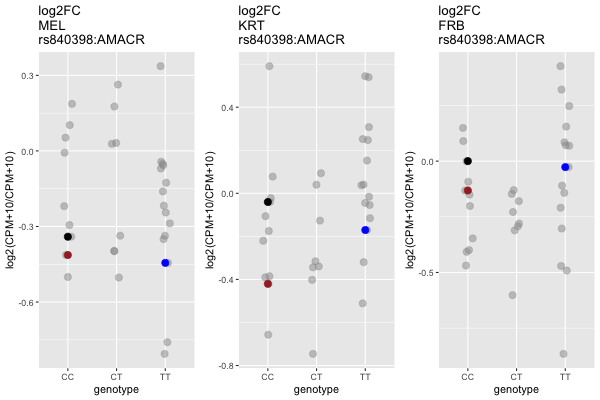 log2FC
MEL
rs840398:AMACR
log2(CPM+10/CPM+10)
0.3
0.0
-0.3
-0.6
CC
CT
TT
genotype
log2FC
KRT
rs840398:AMACR
log2(CPM+10/CPM+10)
0.4
0.0
-0.4
-0.8
CC
CT
TT
genotype
log2FC
FRB
rs840398:AMACR
log2(CPM+10/CPM+10)
0.0
-0.5
CC
CT
TT
genotype